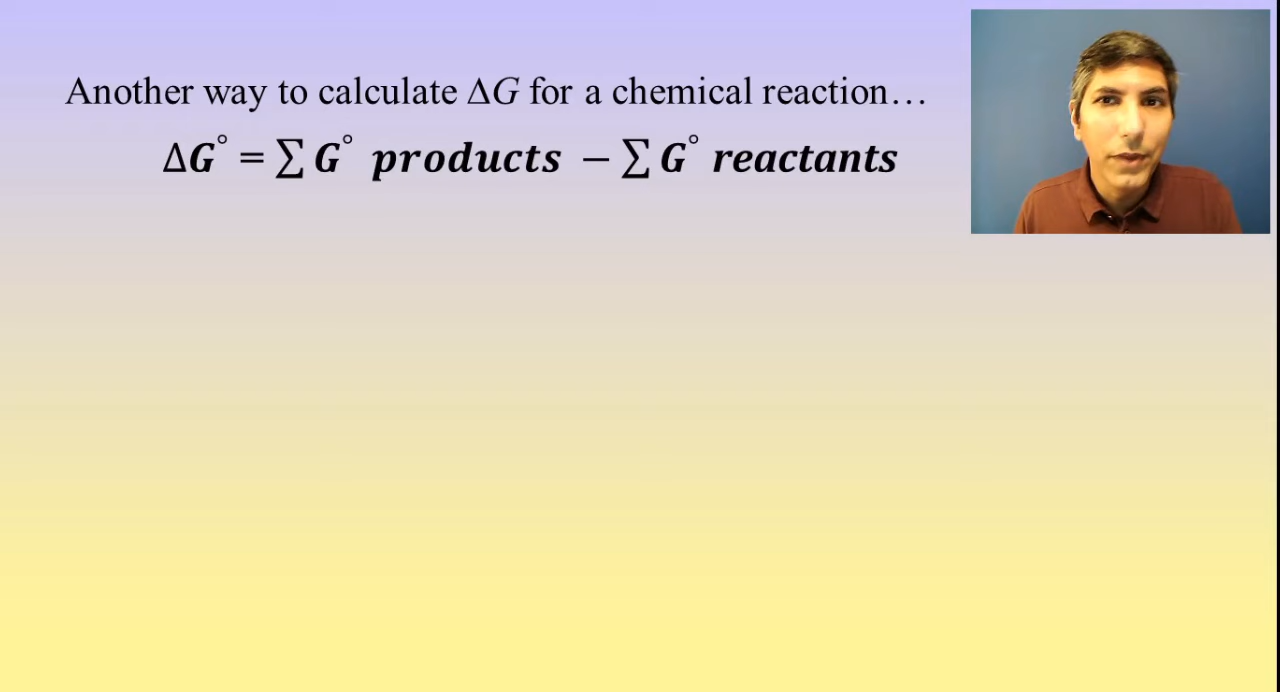 Another way to calculate ΔG for a chemical reaction…
ΔG° = ∑ G° products − ∑ G° reactants